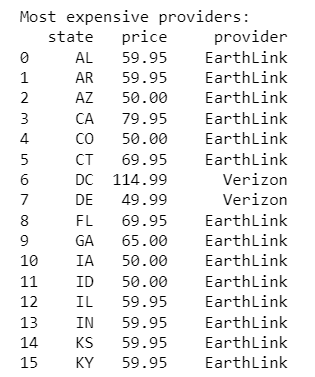 Most expensive providers:
state price provider
0 AL 59.95 EarthLink
1 AR 59.95 EarthLink
2 AZ 50.00 EarthLink
3 CA 79.95 EarthLink
4 CO 50.00 EarthLink
5 CT 69.95 EarthLink
6 DC 114.99 Verizon
7 DE 49.99 Verizon
8 FL 69.95 EarthLink
9 GA 65.00 EarthLink
10 IA 50.00 EarthLink
11 ID 50.00 EarthLink
12 IL 59.95 EarthLink
13 IN 59.95 EarthLink
14 KS 59.95 EarthLink
15 KY 59.95 EarthLink